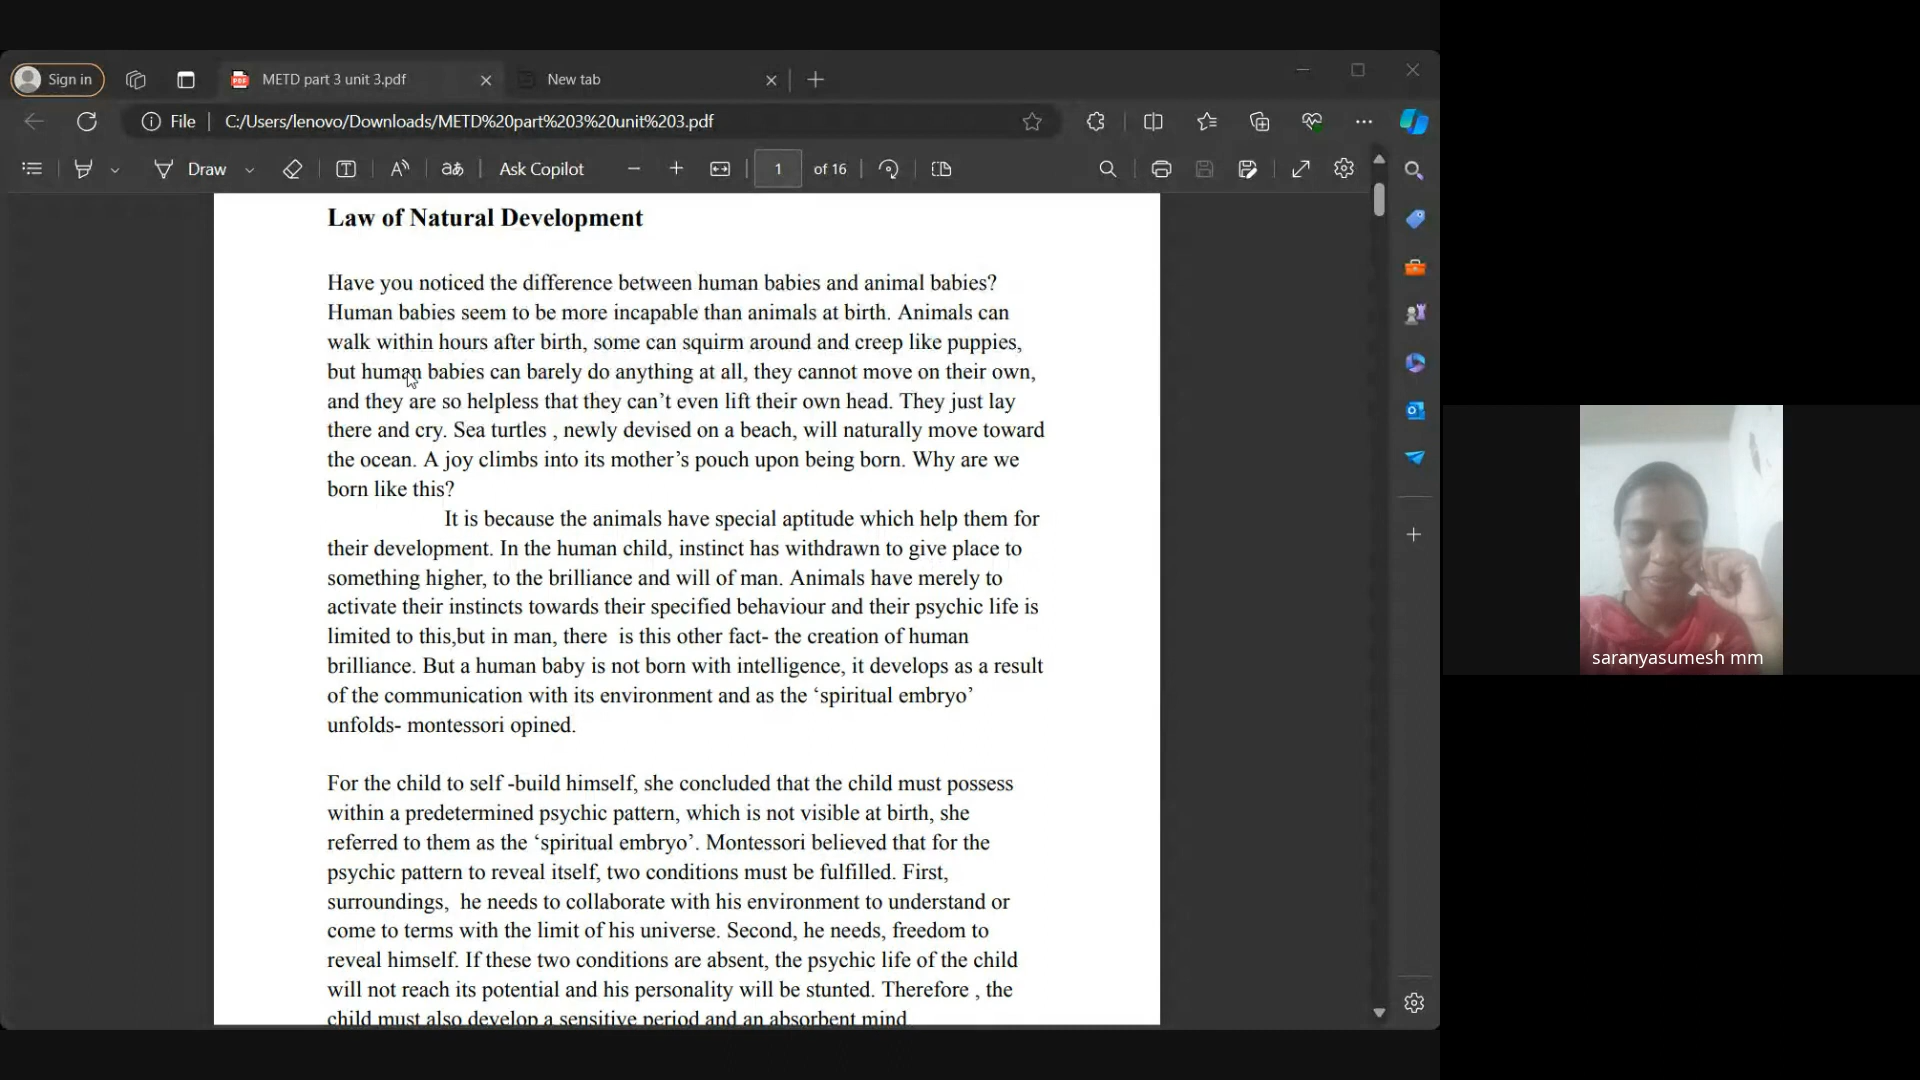 Sign in
METD part 3 unit 3.pdf
New tab
File
C:/Users/lenovo/Downloads/METD%20part%203%20unit%203.pdf
Draw
Ask Copilot
1
of 16
Law of Natural Development
Have you noticed the difference between human babies and animal babies?
Human babies seem to be more incapable than animals at birth. Animals can
walk within hours after birth, some can squirm around and creep like puppies,
but human babies can barely do anything at all, they cannot move on their own,
and they are so helpless that they can’t even lift their own head. They just lay
there and cry. Sea turtles , newly devised on a beach, will naturally move toward
the ocean. A joy climbs into its mother’s pouch upon being born. Why are we
born like this?
It is because the animals have special aptitude which help them for
their development. In the human child, instinct has withdrawn to give place to
something higher, to the brilliance and will of man. Animals have merely to
activate their instincts towards their specified behaviour and their psychic life is
limited to this,but in man, there  is this other fact- the creation of human
brilliance. But a human baby is not born with intelligence, it develops as a result
of the communication with its environment and as the ‘spiritual embryo’
unfolds- montessori opined.
For the child to self -build himself, she concluded that the child must possess
within a predetermined psychic pattern, which is not visible at birth, she
referred to them as the ‘spiritual embryo’. Montessori believed that for the
psychic pattern to reveal itself, two conditions must be fulfilled. First,
surroundings,  he needs to collaborate with his environment to understand or
come to terms with the limit of his universe. Second, he needs, freedom to
reveal himself. If these two conditions are absent, the psychic life of the child
will not reach its potential and his personality will be stunted. Therefore , the
child must also develop a sensitive period and an absorbent mind
saranyasumesh mm